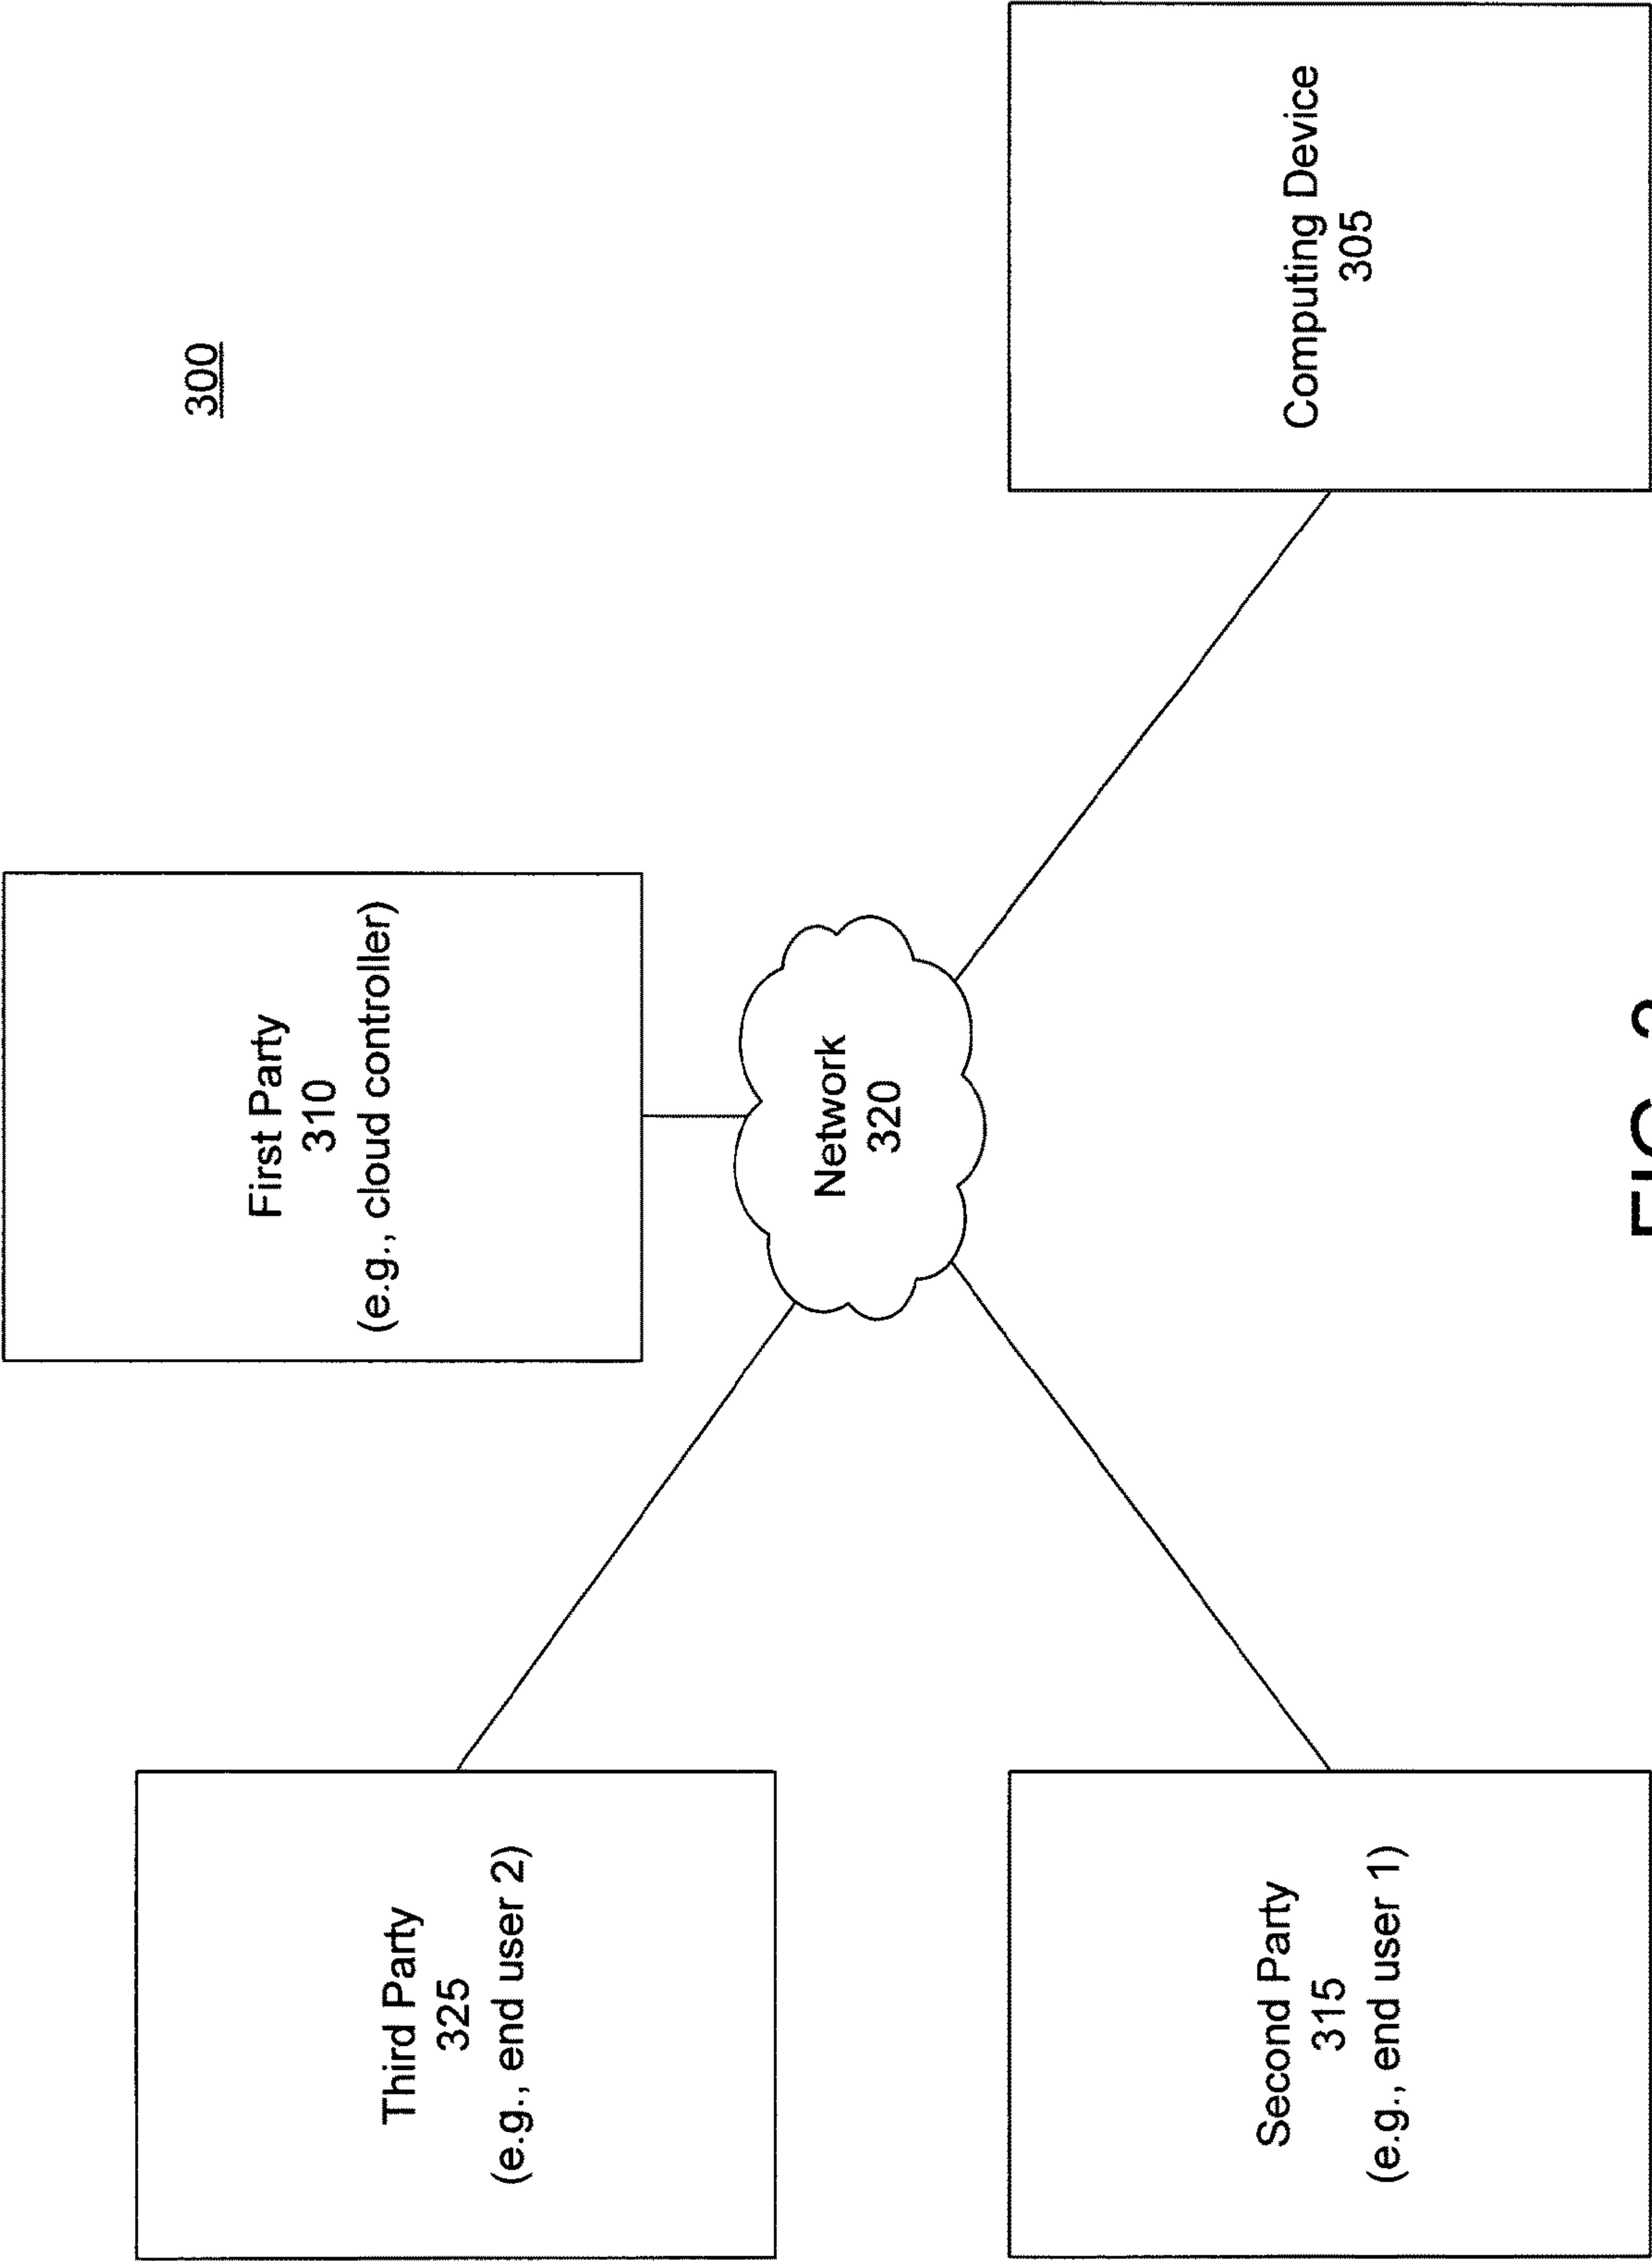 300
First Party
310
(e.g., cloud controller)
Third Party
325
(e.g., end user 2)
Network
320
Second Party
315
(e.g., end user 1)
Computing Device
305
FIG